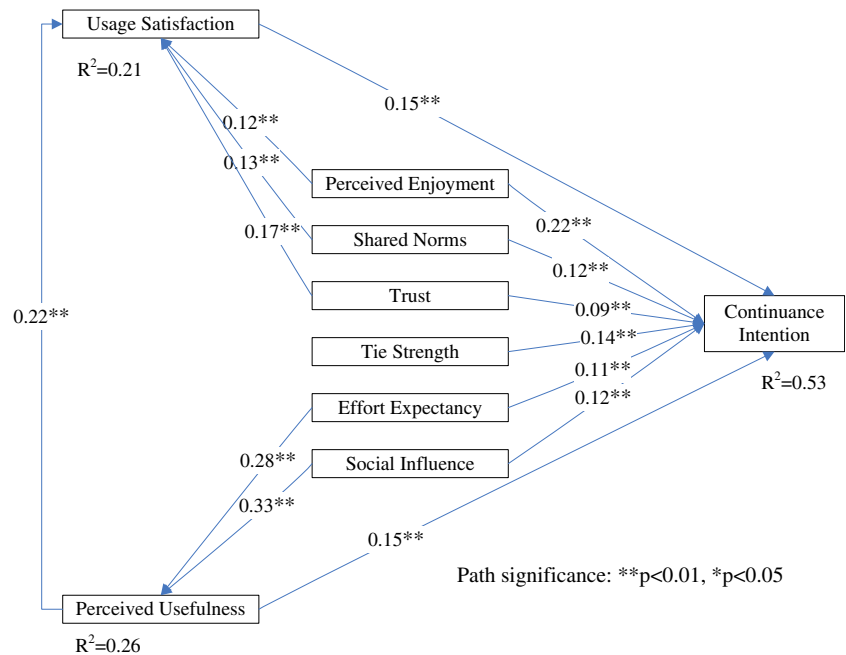 Usage Satisfaction
R²=0.21
0.15**
0.12**
0.13**
Perceived Enjoyment
0.22**
0.17**
Shared Norms
0.12**
Trust
0.09**
Continuance
Intention
0.22**
0.14**
Tie Strength
0.11**
R²=0.53
0.12**
Effort Expectancy
0.28**
Social Influence
0.33**
0.15**
Path significance: **p<0.01, *p<0.05
Perceived Usefulness
R²=0.26